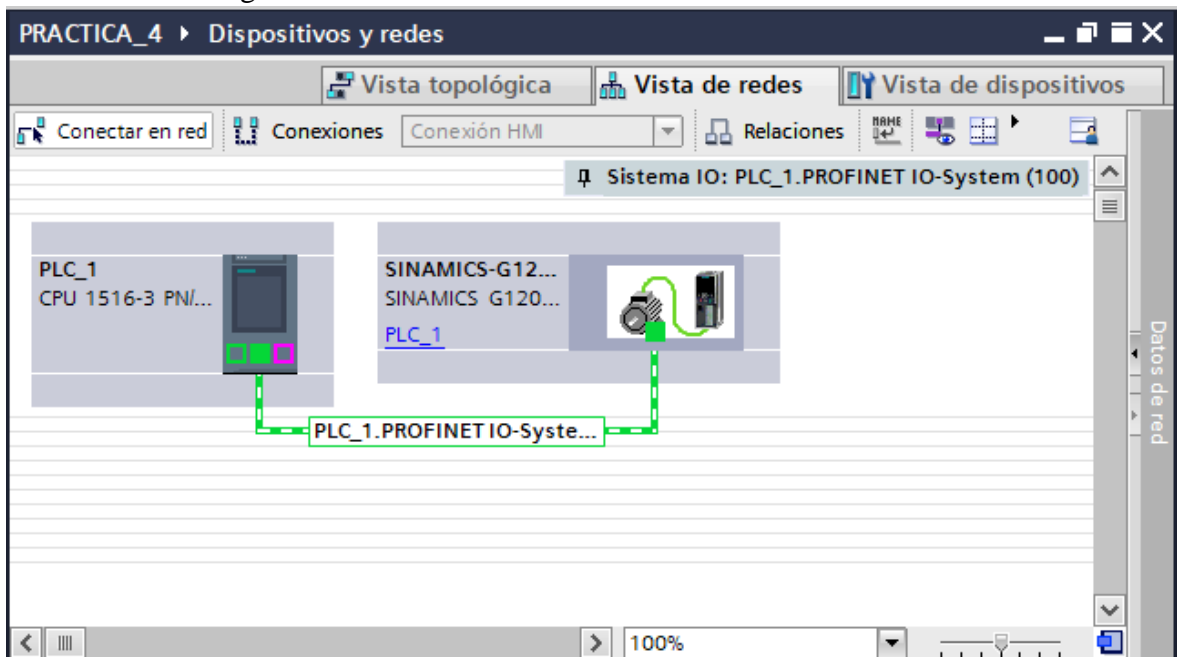 PRACTICA_4 ▸ Dispositivos y redes
Vista topológica Vista de redes Vista de dispositivos
Conectar en red Conexiones Conexión HMI Relaciones
Sistema IO: PLC_1.PROFINET IO-System (100)
PLC_1
CPU 1516-3 PN/...
SINAMICS-G12...
SINAMICS G120...
PLC_1
PLC_1.PROFINET IO-Syste...
Datos de red
100%